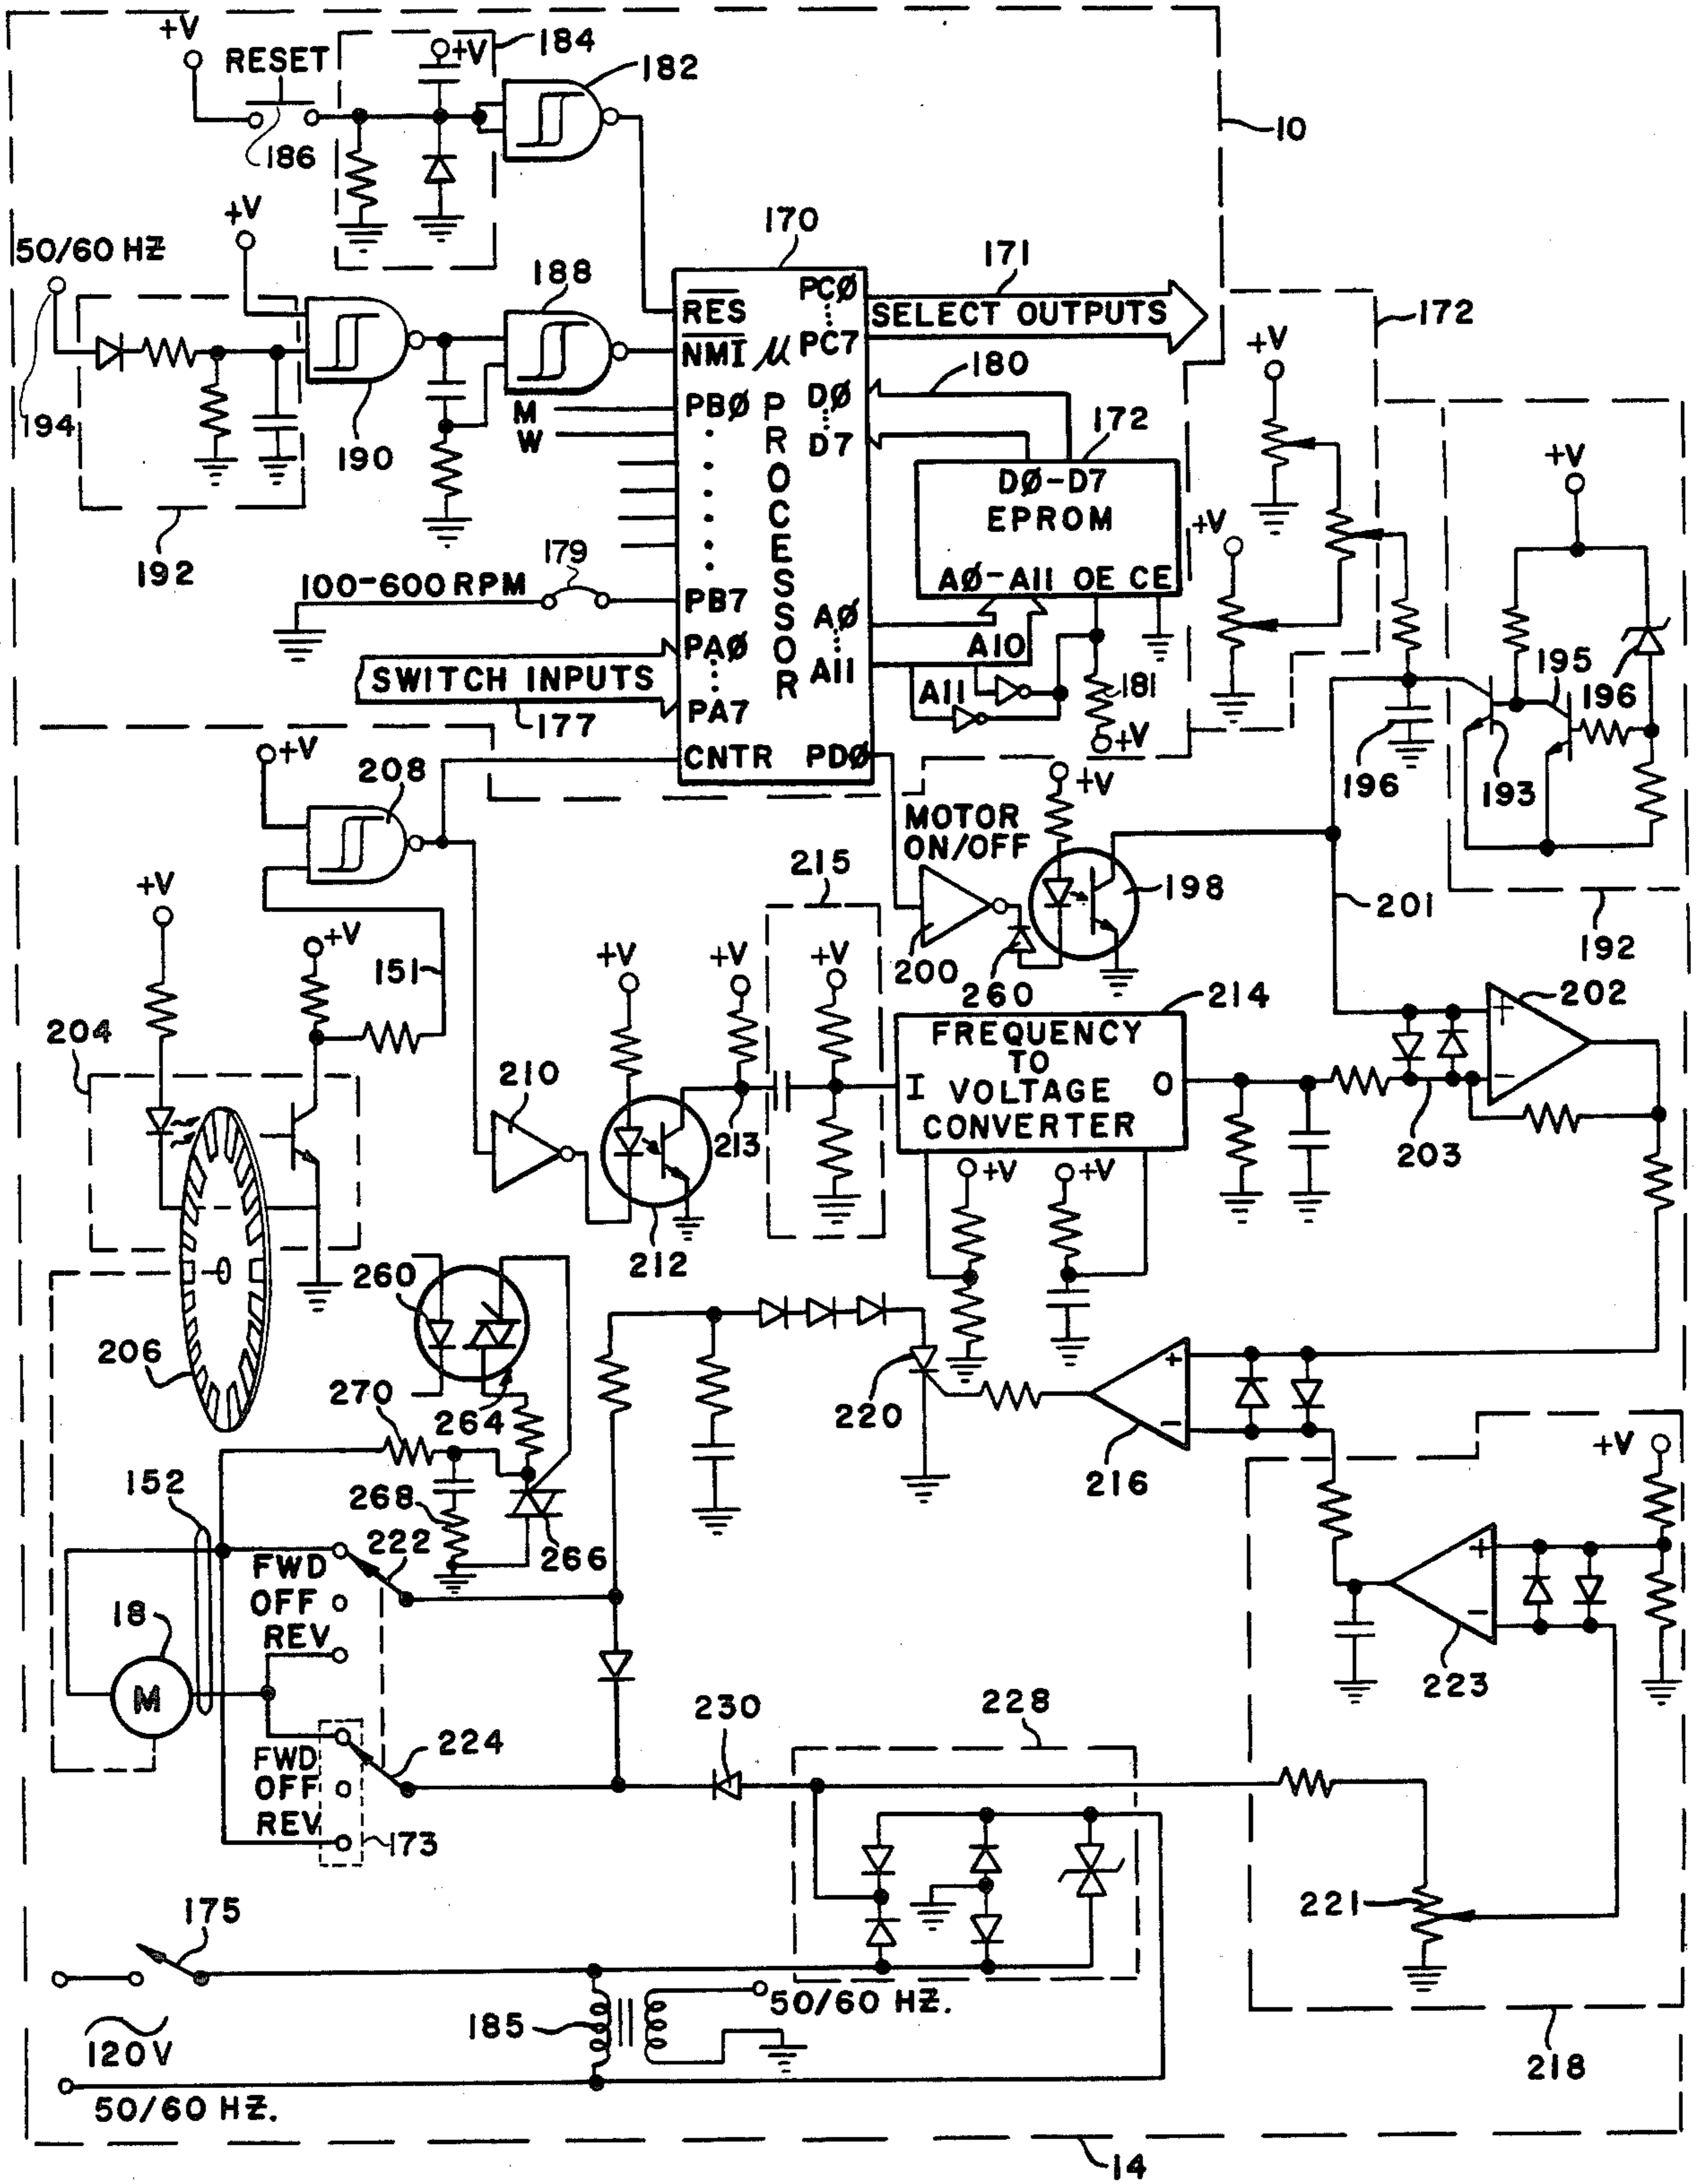 +V
RESET
+V
184
182
186
10
+V
50/60 HZ
194
188
190
192
170
171
RES
NMI
μ PROCESSOR
PCØ
PC7
SELECT OUTPUTS
172
+V
180
M
W
PBØ
DØ
D7
172
DØ-D7
EPROM
AØ-A11 OE CE
+V
+V
179
100-600 RPM
PB7
AØ
A11
A10
A11
181
+V
195
196
196
193
PAØ
PA7
SWITCH INPUTS
177
CNTR
PDØ
+V
208
MOTOR
ON/OFF
+V
198
201
192
215
200
260
+V
+V
151
+V
+V
+V
204
210
213
212
214
FREQUENCY
TO
VOLTAGE
CONVERTER
I
O
202
+
-
203
+V
+V
206
260
264
270
268
266
220
+
-
216
152
222
FWD
OFF
REV
18
M
FWD
OFF
REV
224
173
230
228
+V
+
-
223
221
218
175
185
50/60 HZ.
120V
50/60 HZ.
14